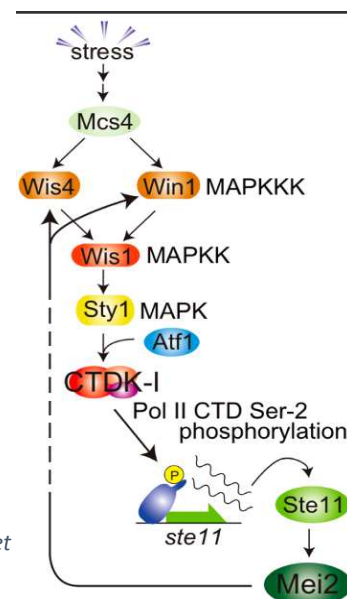 stress
Mcs4
Wis4 Win1 MAPKKK
Wis1 MAPKK
Sty1 MAPK
Atf1
CTDK-I
Pol II CTD Ser-2
phosphorylation
P
Ste11
ste11
et
Mei2